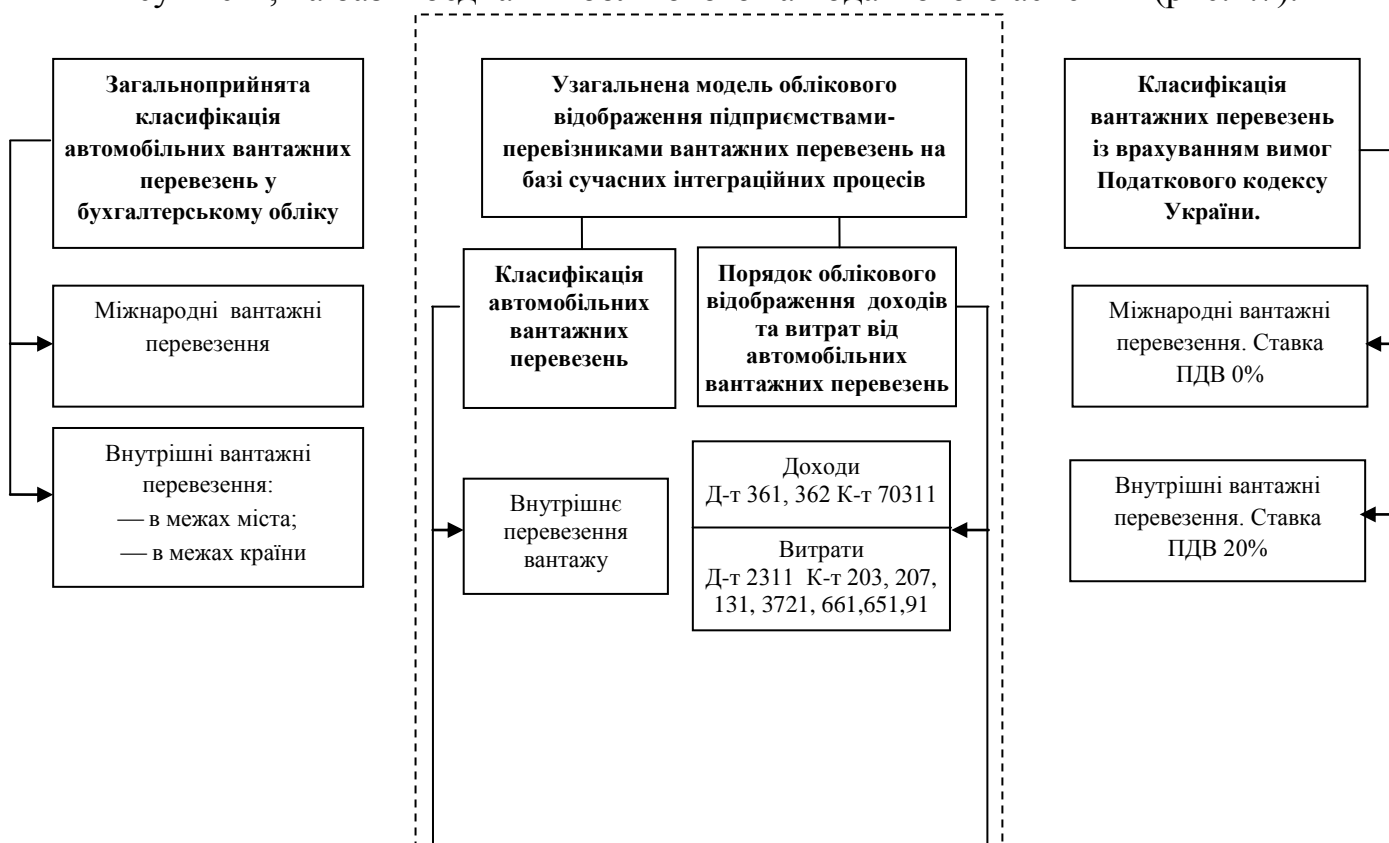 Загальноприйнята
класифікація
автомобільних вантажних
перевезень у
бухгалтерському обліку
Міжнародні вантажні
перевезення
Внутрішні вантажні
перевезення:
— в межах міста;
— в межах країни
Узагальнена модель облікового
відображення підприємствами-
перевізниками вантажних перевезень на
базі сучасних інтеграційних процесів
Класифікація
автомобільних
вантажних
перевезень
Порядок облікового
відображення доходів
та витрат від
автомобільних
вантажних перевезень
Внутрішнє
перевезення
вантажу
Доходи
Д-т 361, 362 К-т 70311
Витрати
Д-т 2311 К-т 203, 207,
131, 3721, 661,651,91
Класифікація
вантажних перевезень
із врахуванням вимог
Податкового кодексу
України.
Міжнародні вантажні
перевезення. Ставка
ПДВ 0%
Внутрішні вантажні
перевезення. Ставка
ПДВ 20%